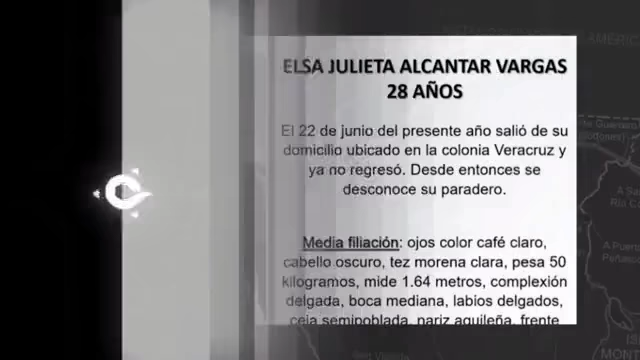 ELSA JULIETA ALCANTAR VARGAS
28 AÑOS
El 22 de junio del presente año salió de su
domicilio ubicado en la colonia Veracruz y
ya no regresó. Desde entonces se
desconoce su paradero.
Media filiación: ojos color café claro,
cabello oscuro, tez morena clara, pesa 50
kilogramos, mide 1.64 metros, complexión
delgada, boca mediana, labios delgados,
ceja semipoblada, nariz aguileña, frente